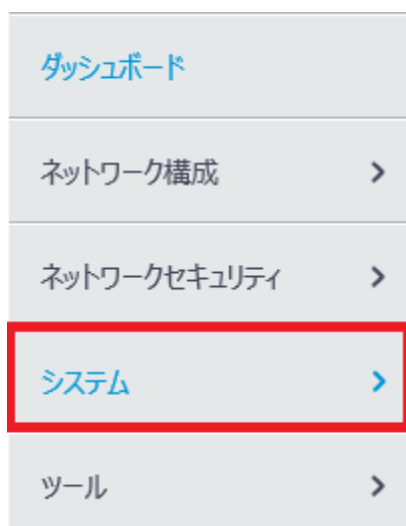 ダッシュボード
ネットワーク構成
ネットワークセキュリティ
システム
ツール